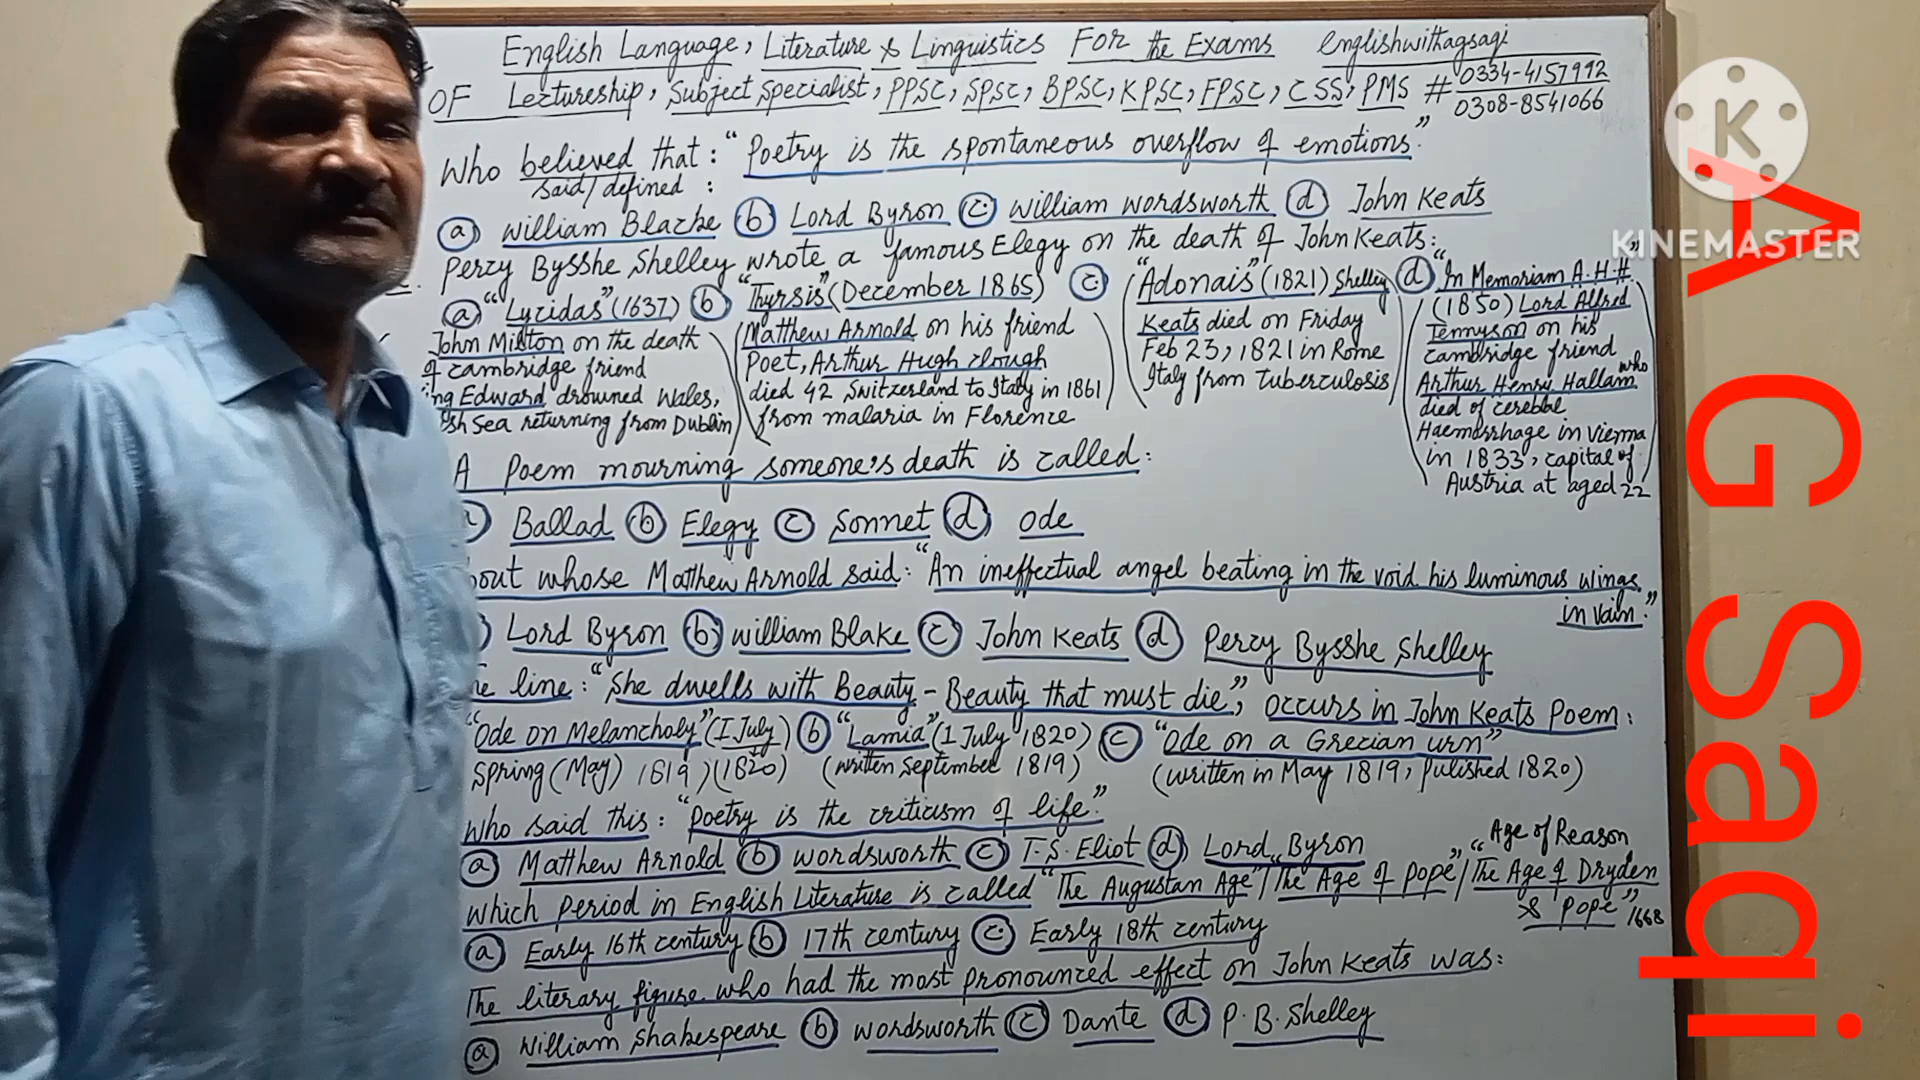 English Language, Literature & Linguistics For the Exams englishwithagsaqi
OF Lectureship, Subject Specialist, PPSC, SPSC, BPSC, KPSC, FPSC, CSS, PMS # 0334-4157992
0308-8541066
Who believed that: "Poetry is the spontaneous overflow of emotions."
said/defined :
(a) William Blacke (b) Lord Byron (c) William Wordsworth (d) John Keats
Percy Bysshe Shelley wrote a famous Elegy on the death of John Keats:
(a) "Lycidas" (1637) (b) "Thyrsis" (December 1865) (c) "Adonais" (1821) Shelley (d) "In Memoriam A.H.H"
John Milton on the death
of Cambridge friend
ng Edward drowned Wales,
sh Sea returning from Dublin
Matthew Arnold on his friend
Poet, Arthur Hugh Clough
died 42 Switzerland to Italy in 1861
from malaria in Florence
Keats died on Friday
Feb 23, 1821 in Rome
Italy from tuberculosis
(1850) Lord Alfred
Tennyson on his
Cambridge friend
Arthur Henry Hallam who
died of cerebbal
Haemorrhage in Vienna
in 1833, capital of
Austria at aged 22
A Poem mourning someone's death is called:
Ballad (b) Elegy (c) Sonnet (d) Ode
out whose Matthew Arnold said: "An ineffectual angel beating in the void his luminous wings
in vain."
Lord Byron (b) William Blake (c) John Keats (d) Percy Bysshe Shelley
e line: "She dwells with Beauty - Beauty that must die", occurs in John Keats Poem:
"Ode on Melancholy" (I July) (b) "Lamia" (1 July 1820) (c) "Ode on a Grecian urn"
Spring (May) 1819) (1820) (written September 1819) (written in May 1819, pulished 1820)
Who said this: "Poetry is the criticism of life."
(a) Matthew Arnold (b) Wordsworth (c) T.S. Eliot (d) Lord Byron
Which period in English Literature is called "The Augustan Age" / "The Age of Pope" / "The Age of Dryden
"Age of Reason
& Pope" 1668
(a) Early 16th century (b) 17th century (c) Early 18th century
The literary figure who had the most pronounced effect on John Keats was:
(a) William Shakespeare (b) Wordsworth (c) Dante (d) P.B. Shelley
K
KINEMASTER
A G Saqi